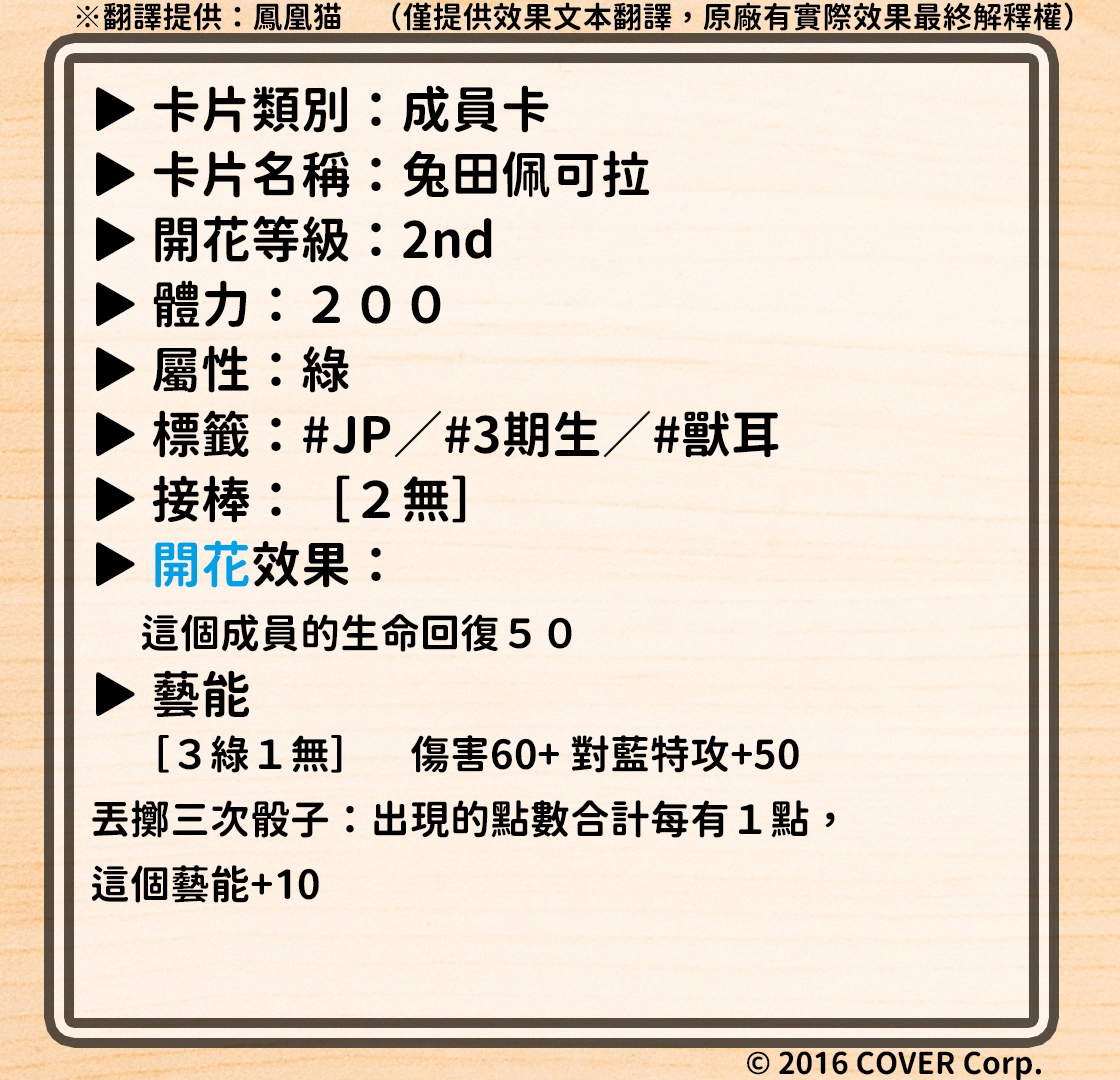 ※翻譯提供：鳳凰猫　（僅提供效果文本翻譯，原廠有實際效果最終解釋權）
▶ 卡片類別：成員卡
▶ 卡片名稱：兔田佩可拉
▶ 開花等級：2nd
▶ 體力：２００
▶ 屬性：綠
▶ 標籤：#JP／#3期生／#獸耳
▶ 接棒：［２無］
▶ 開花效果：
這個成員的生命回復５０
▶ 藝能
［３綠１無］　傷害60+ 對藍特攻+50
丟擲三次骰子：出現的點數合計每有１點，
這個藝能+10
© 2016 COVER Corp.